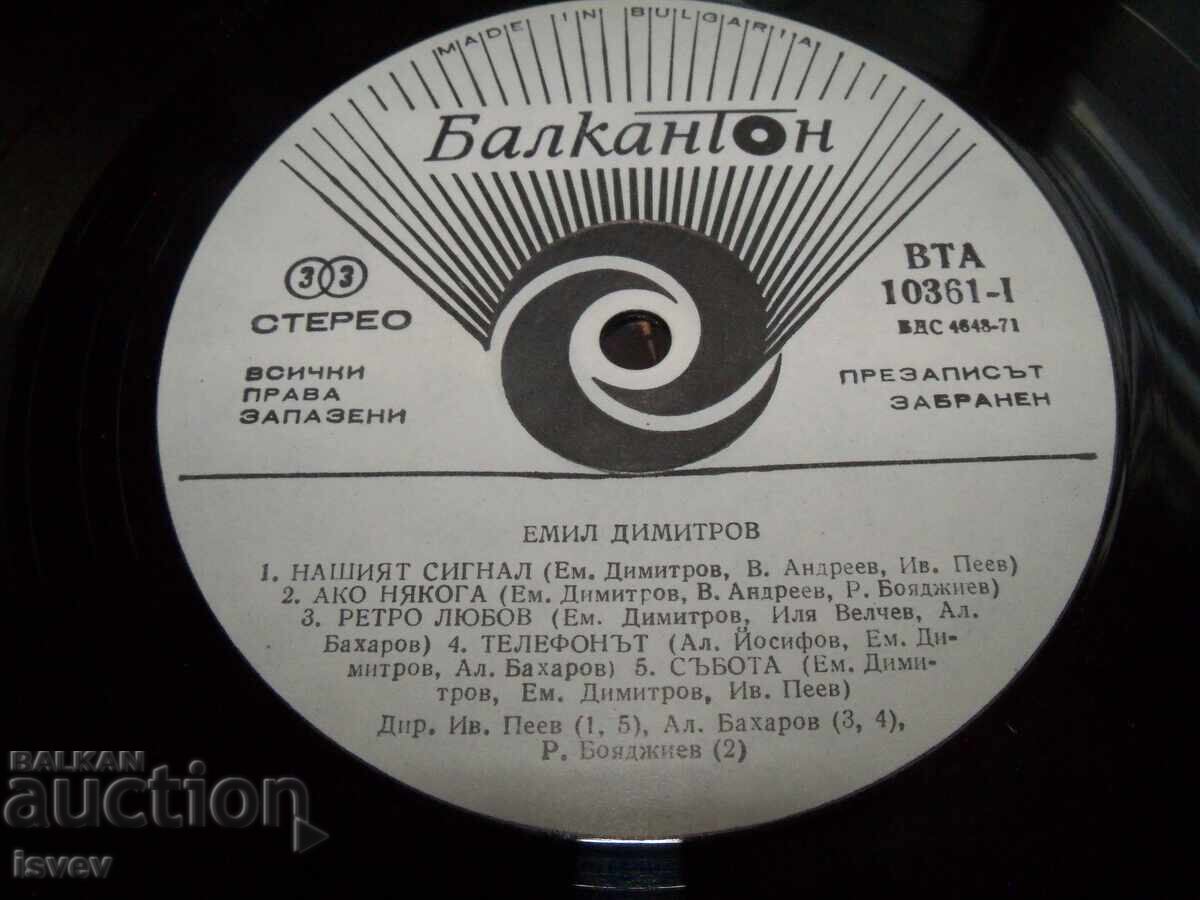 MADE IN BULGARIA
Балкантон
33
СТЕРЕО
ВСИЧКИ
ПРАВА
ЗАПАЗЕНИ
ВТА
10361-I
БДС 4648-71
ПРЕЗАПИСЪТ
ЗАБРАНЕН
ЕМИЛ ДИМИТРОВ
1. НАШИЯТ СИГНАЛ (Ем. Димитров, В. Андреев, Ив. Пеев)
2. АКО НЯКОГА (Ем. Димитров, В. Андреев, Р. Бояджиев)
3. РЕТРО ЛЮБОВ (Ем. Димитров, Иля Велчев, Ал.
Бахаров) 4. ТЕЛЕФОНЪТ (Ал. Йосифов, Ем. Ди-
митров, Ал. Бахаров) 5. СЪБОТА (Ем. Дими-
тров, Ем. Димитров, Ив. Пеев)
Дир. Ив. Пеев (1, 5), Ал. Бахаров (3, 4),
Р. Бояджиев (2)
BALKAN
auction
isvev